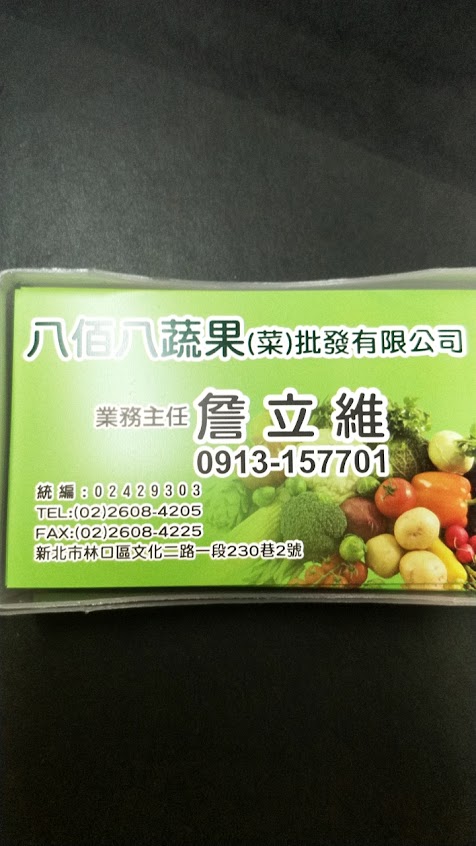 八佰八蔬果(菜)批發有限公司
業務主任 詹立維
0913-157701
統編:02429303
TEL:(02)2608-4205
FAX:(02)2608-4225
新北市林口區文化二路一段230巷2號